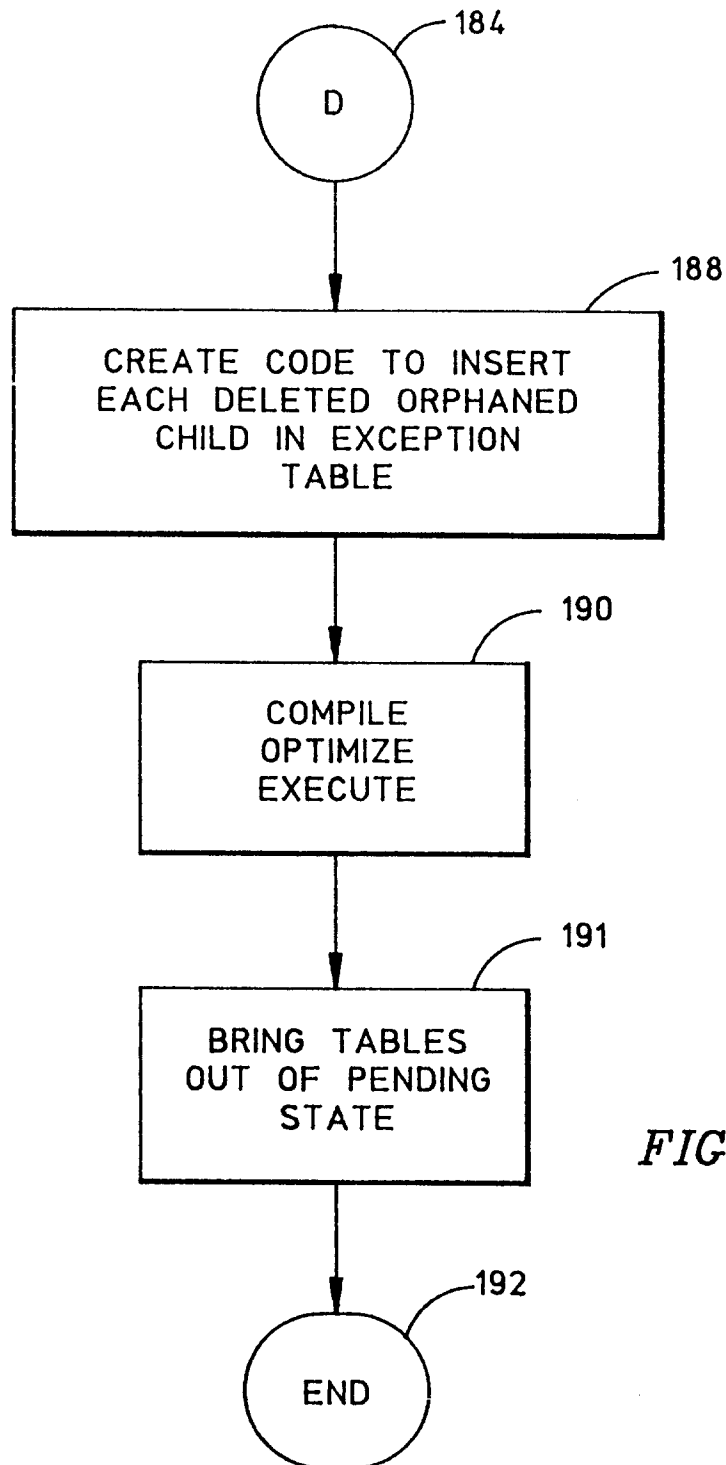 184
D
188
CREATE CODE TO INSERT
EACH DELETED ORPHANED
CHILD IN EXCEPTION
TABLE
190
COMPILE
OPTIMIZE
EXECUTE
191
BRING TABLES
OUT OF PENDING
STATE
FIG
192
END